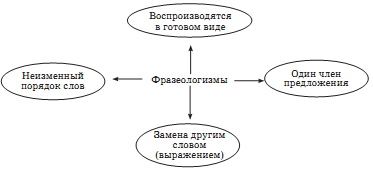 Воспроизводятся
в готовом виде
Неизменный
порядок слов
Фразеологизмы
Один член
предложения
Замена другим
словом
(выражением)